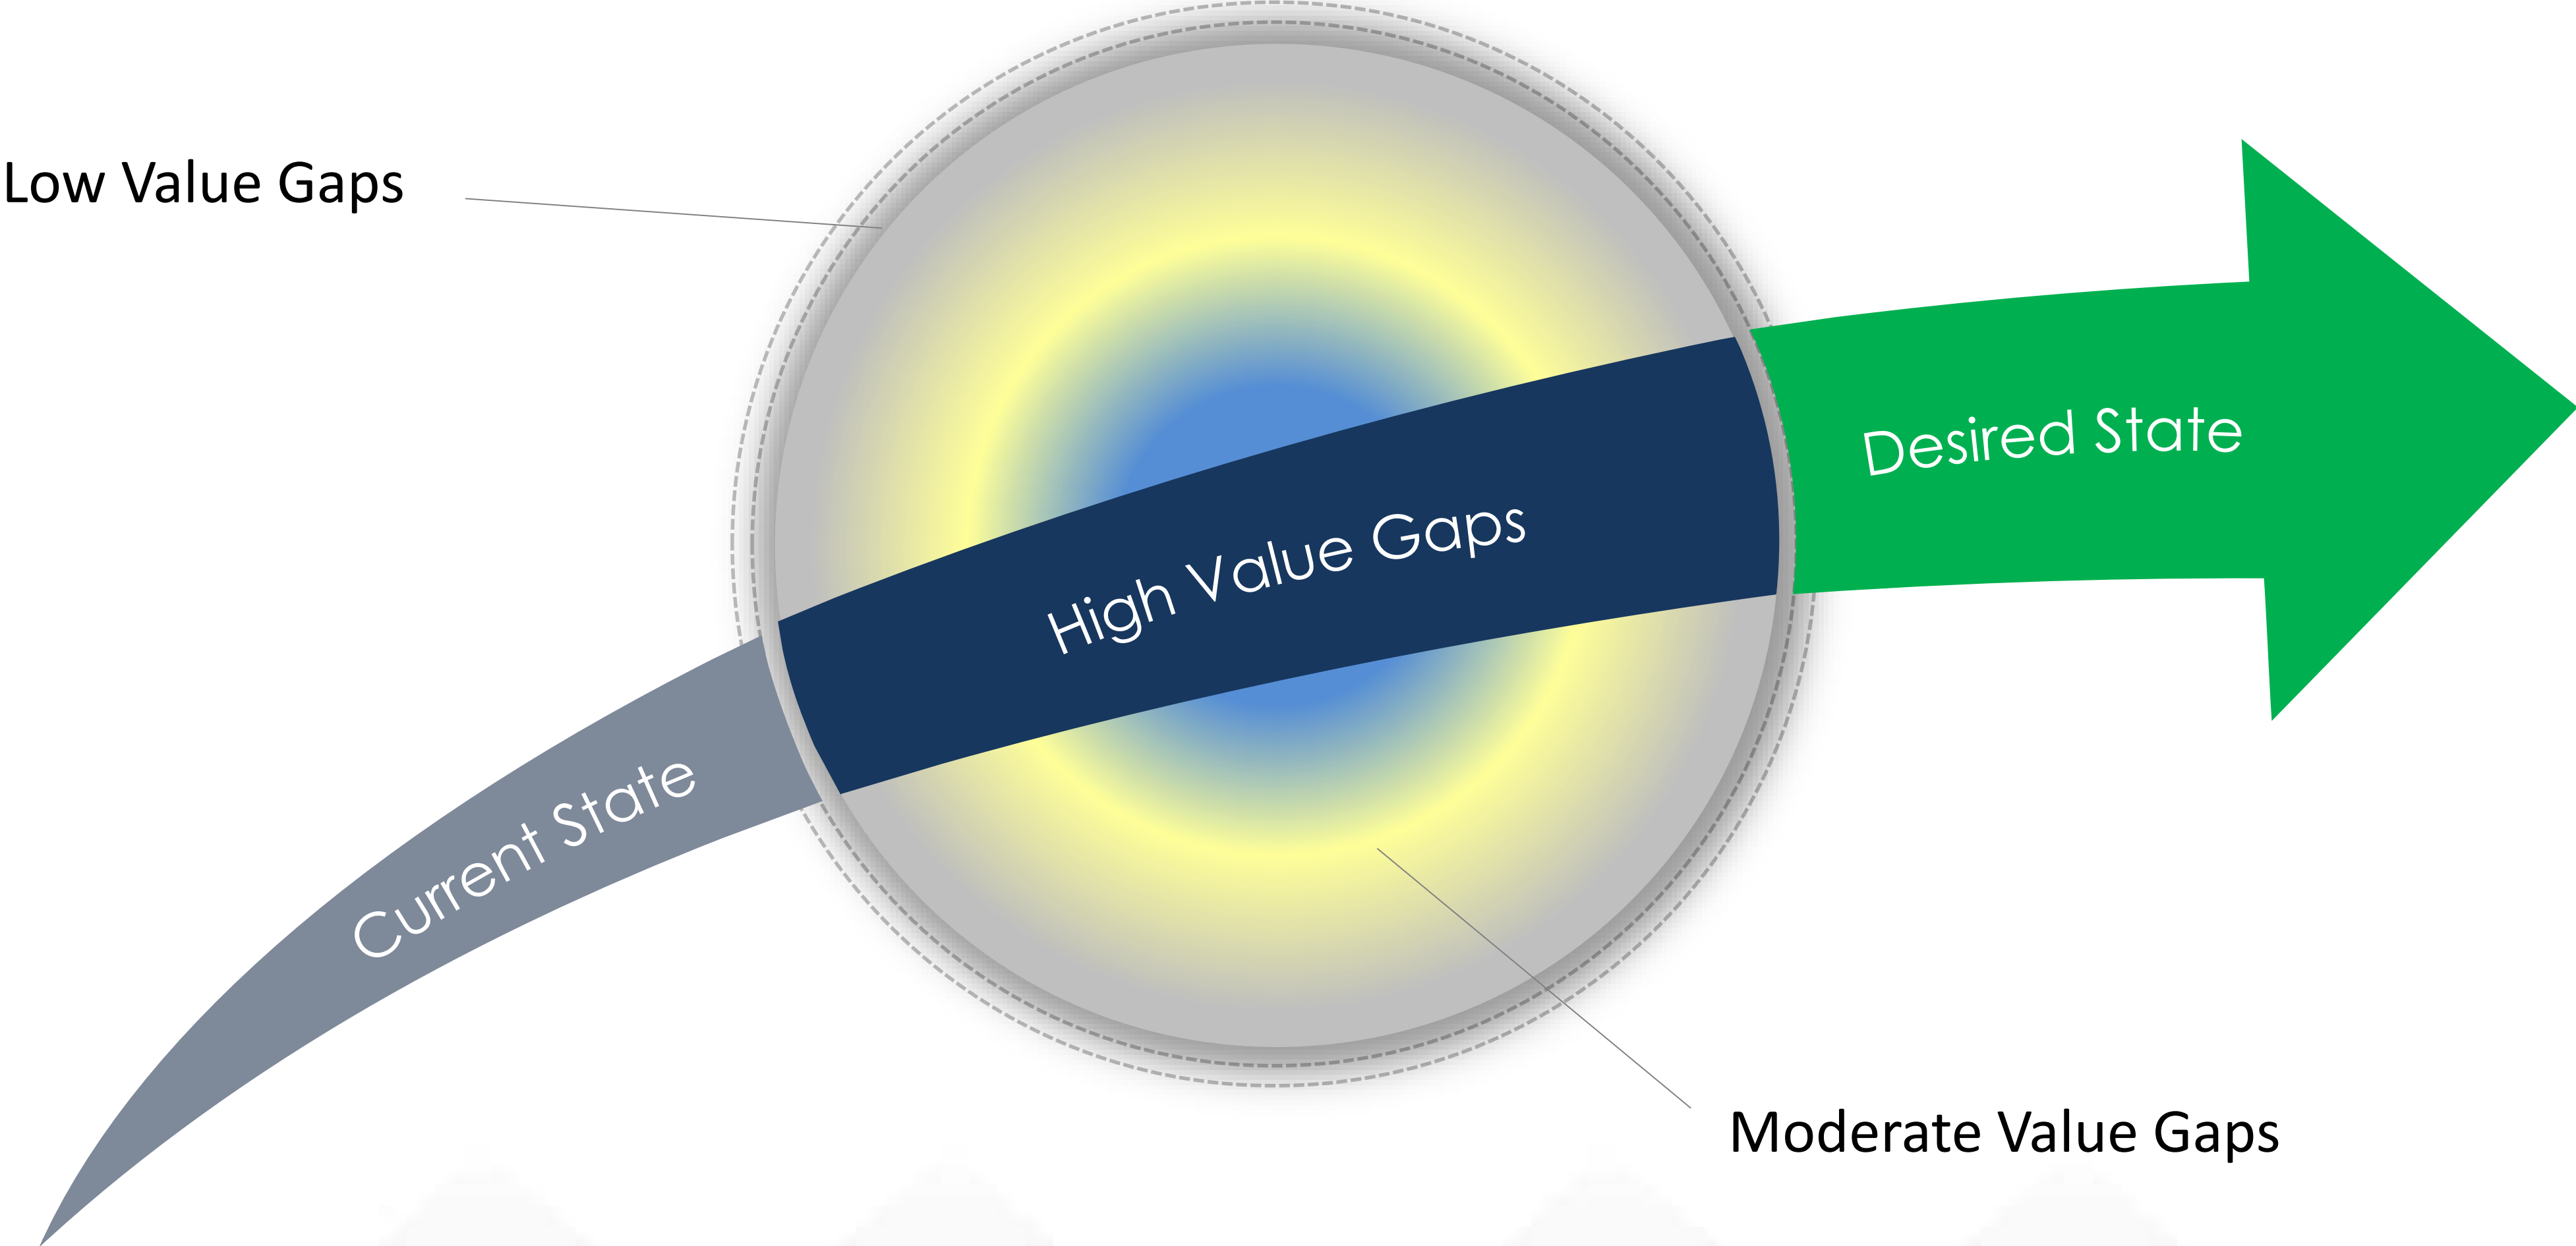 Low Value Gaps
Desired State
High Value Gaps
Current State
Moderate Value Gaps